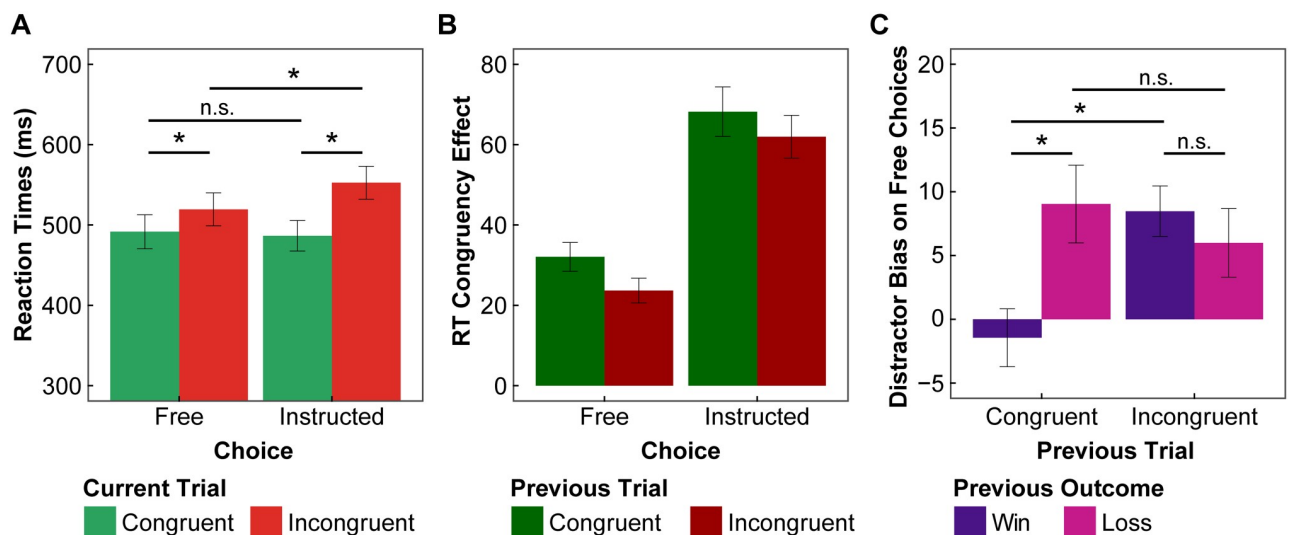 A
Reaction Times (ms)
700
600
500
400
300
*
n.s.
*
*
Free
Instructed
Choice
Current Trial
Congruent
Incongruent
B
RT Congruency Effect
80
60
40
20
0
Free
Instructed
Choice
Previous Trial
Congruent
Incongruent
C
Distractor Bias on Free Choices
20
15
10
5
0
−5
n.s.
*
*
n.s.
Congruent
Incongruent
Previous Trial
Previous Outcome
Win
Loss